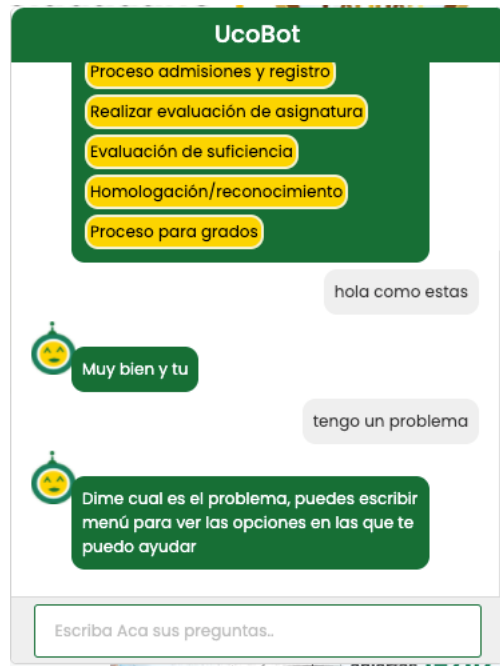 UcoBot
Proceso admisiones y registro
Realizar evaluación de asignatura
Evaluación de suficiencia
Homologación/reconocimiento
Proceso para grados
hola como estas
Muy bien y tu
tengo un problema
Dime cual es el problema, puedes escribir
menú para ver las opciones en las que te
puedo ayudar
Escriba Aca sus preguntas..